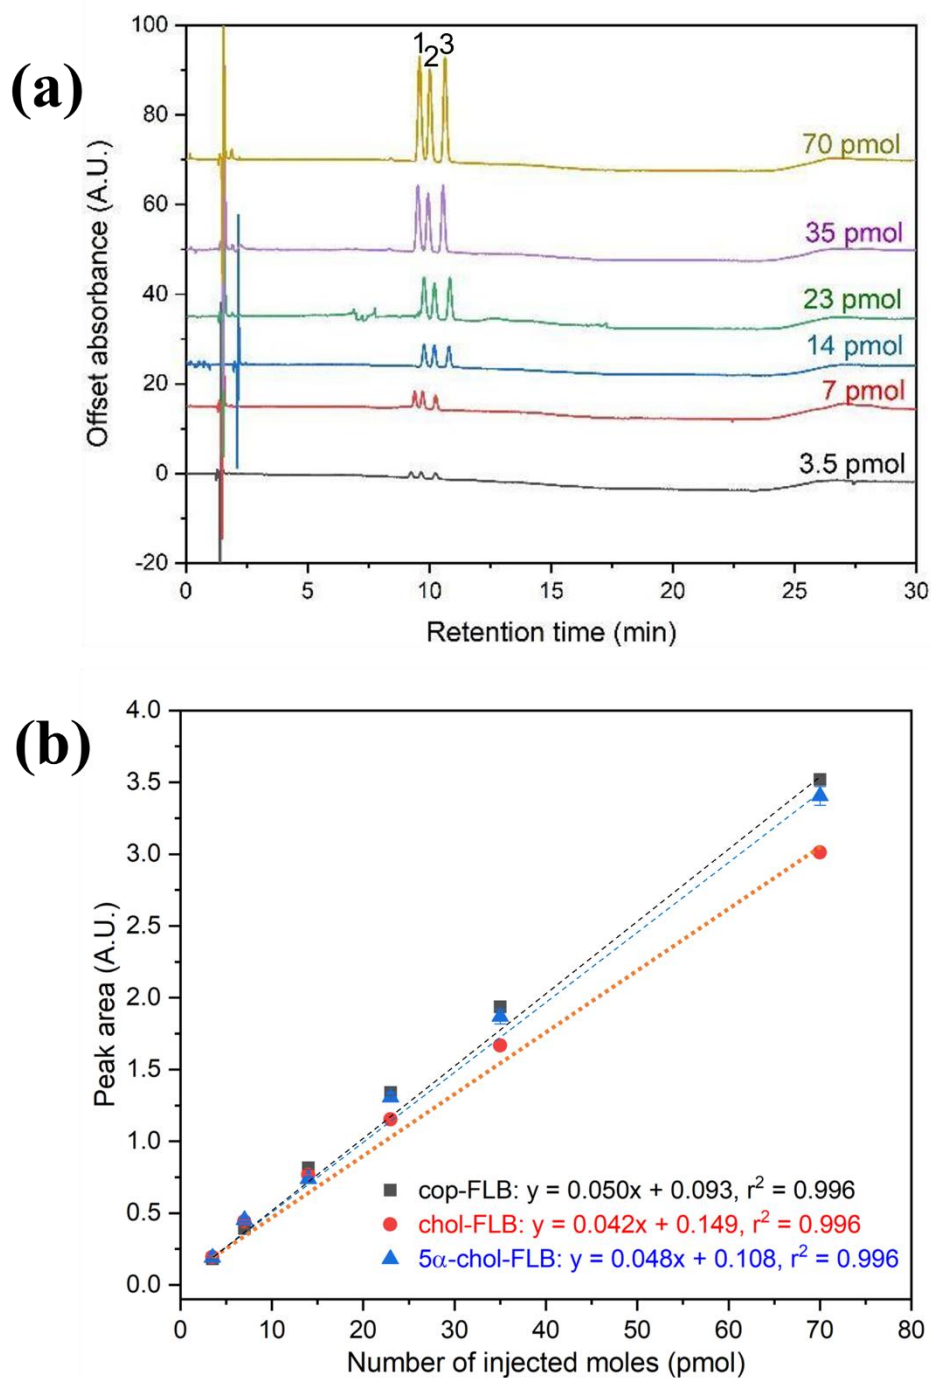 (a)
100
80
60
40
20
0
-20
Offset absorbance (A.U.)
1 2 3
70 pmol
35 pmol
23 pmol
14 pmol
7 pmol
3.5 pmol
0 5 10 15 20 25 30
Retention time (min)
(b)
4.0
3.5
3.0
2.5
2.0
1.5
1.0
0.5
0.0
Peak area (A.U.)
cop-FLB: y = 0.050x + 0.093, r² = 0.996
chol-FLB: y = 0.042x + 0.149, r² = 0.996
5α-chol-FLB: y = 0.048x + 0.108, r² = 0.996
0 10 20 30 40 50 60 70 80
Number of injected moles (pmol)